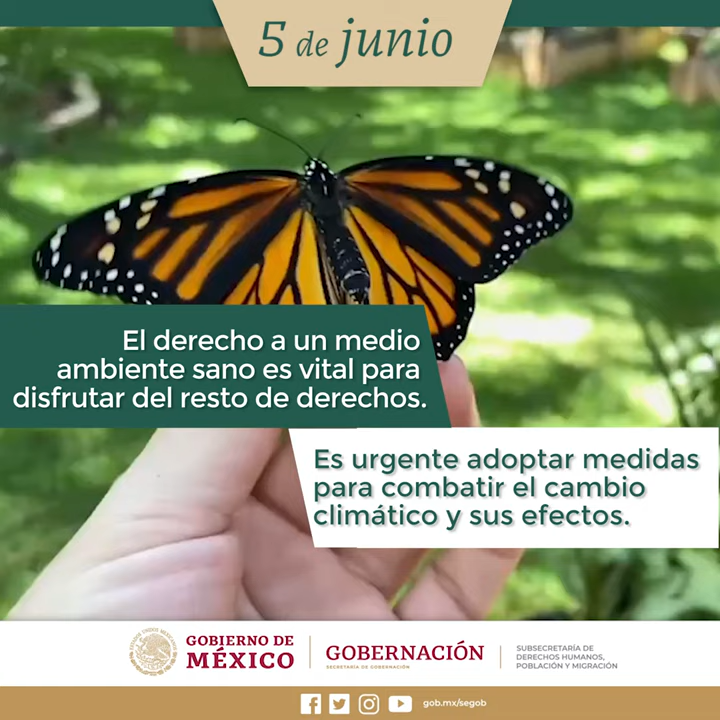 5 de junio
El derecho a un medio
ambiente sano es vital para
disfrutar del resto de derechos.
Es urgente adoptar medidas
para combatir el cambio
climático y sus efectos.
GOBIERNO DE
MÉXICO
GOBERNACIÓN
SECRETARÍA DE GOBERNACIÓN
SUBSECRETARÍA DE
DERECHOS HUMANOS,
POBLACIÓN Y MIGRACIÓN
gob.mx/segob